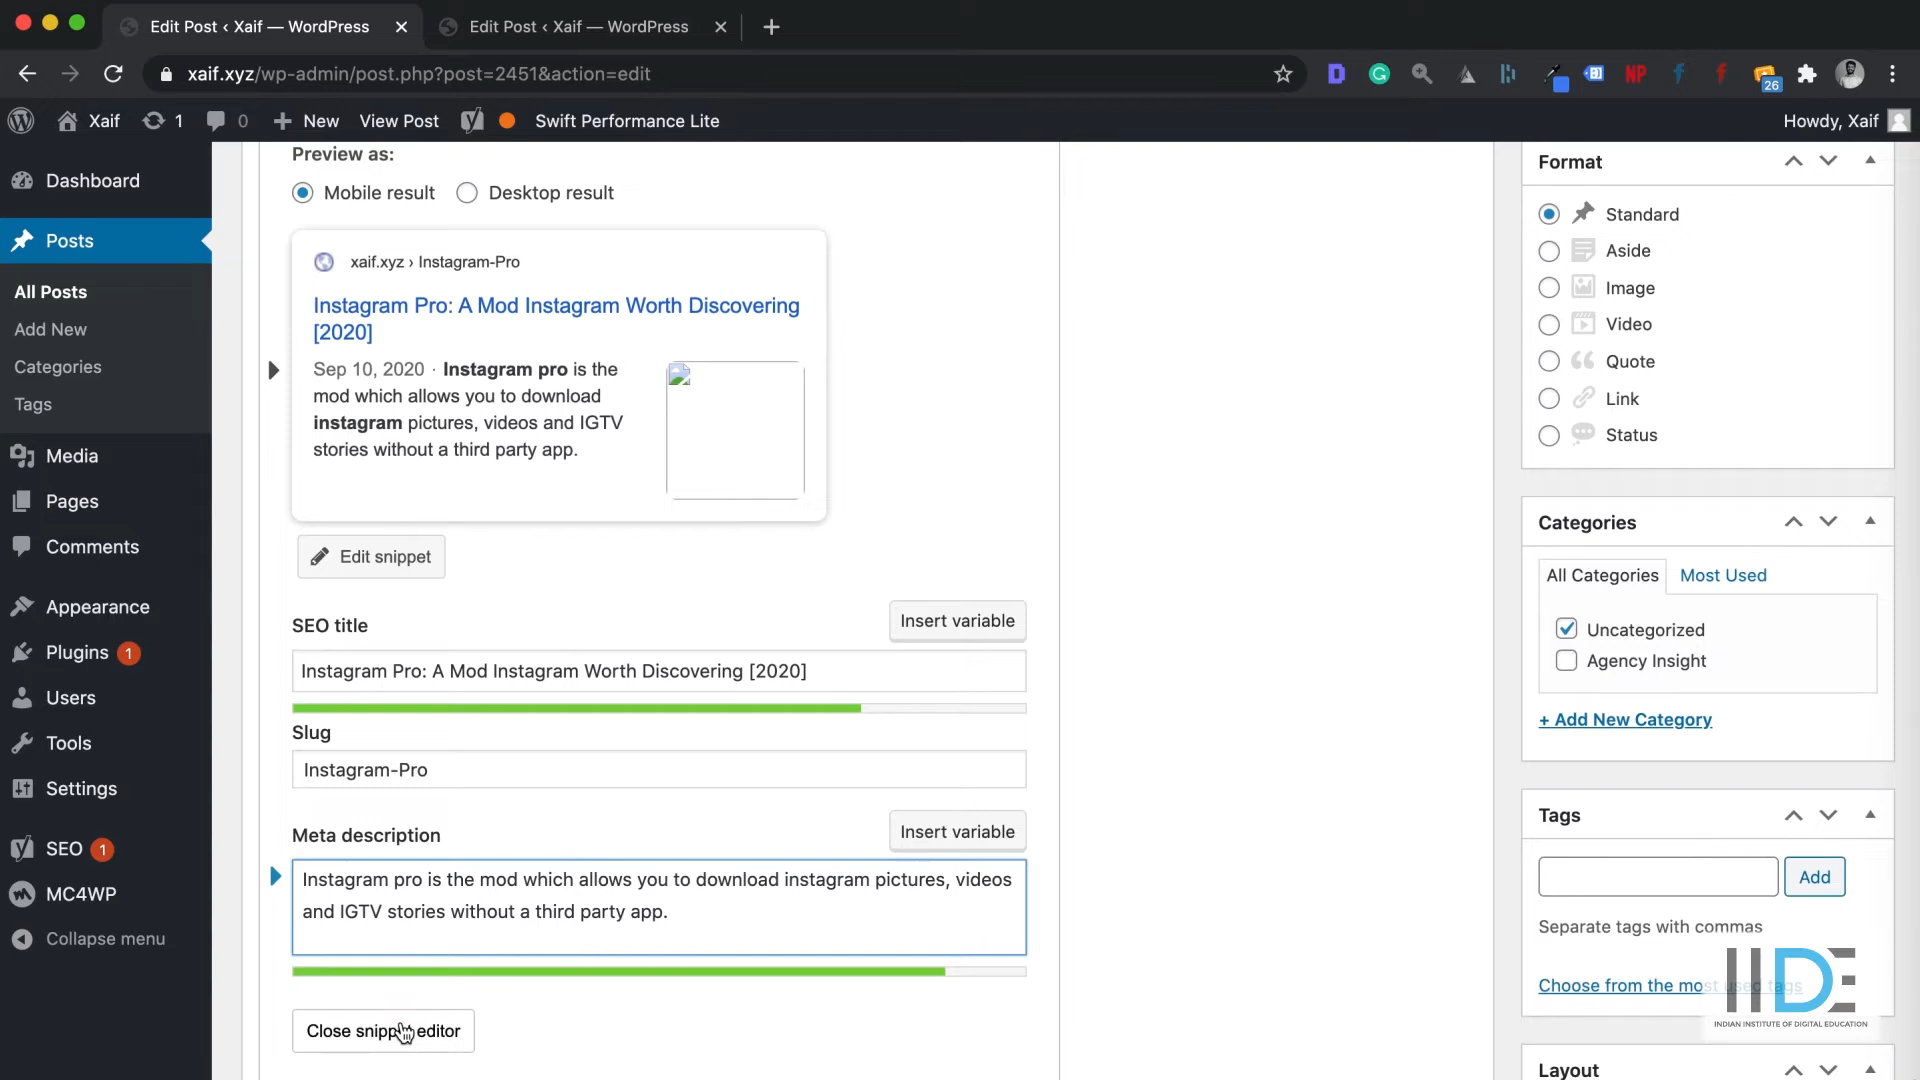 Edit Post ‹ Xaif — WordPress
Edit Post ‹ Xaif — WordPress
xaif.xyz/wp-admin/post.php?post=2451&action=edit
26
Xaif
1
0
New
View Post
Swift Performance Lite
Howdy, Xaif
Dashboard
Posts
All Posts
Add New
Categories
Tags
Media
Pages
Comments
Appearance
Plugins 1
Users
Tools
Settings
SEO 1
MC4WP
Collapse menu
Preview as:
Mobile result
Desktop result
xaif.xyz › Instagram-Pro
Instagram Pro: A Mod Instagram Worth Discovering
[2020]
Sep 10, 2020 · Instagram pro is the
mod which allows you to download
instagram pictures, videos and IGTV
stories without a third party app.
Edit snippet
SEO title
Insert variable
Instagram Pro: A Mod Instagram Worth Discovering [2020]
Slug
Instagram-Pro
Meta description
Insert variable
Instagram pro is the mod which allows you to download instagram pictures, videos
and IGTV stories without a third party app.
Close snippet editor
Format
Standard
Aside
Image
Video
Quote
Link
Status
Categories
All Categories
Most Used
Uncategorized
Agency Insight
+ Add New Category
Tags
Add
Separate tags with commas
Choose from the most used tags
IIDE
INDIAN INSTITUTE OF DIGITAL EDUCATION
Layout